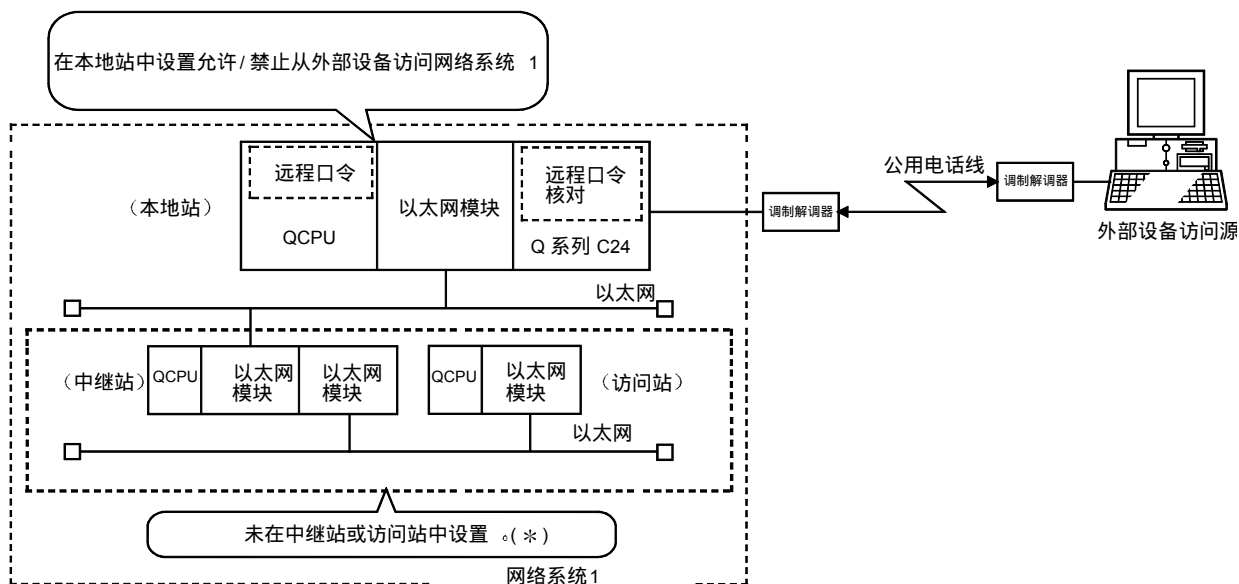 在本地站中设置允许/禁止从外部设备访问网络系统 1
远程口令
QCPU
以太网模块
远程口令
核对
Q 系列 C24
（本地站）
调制解调器
公用电话线
调制解调器
外部设备访问源
以太网
（中继站）
QCPU
以太网
模块
以太网
模块
QCPU
以太网
模块
（访问站）
以太网
未在中继站或访问站中设置 。(＊)
网络系统1